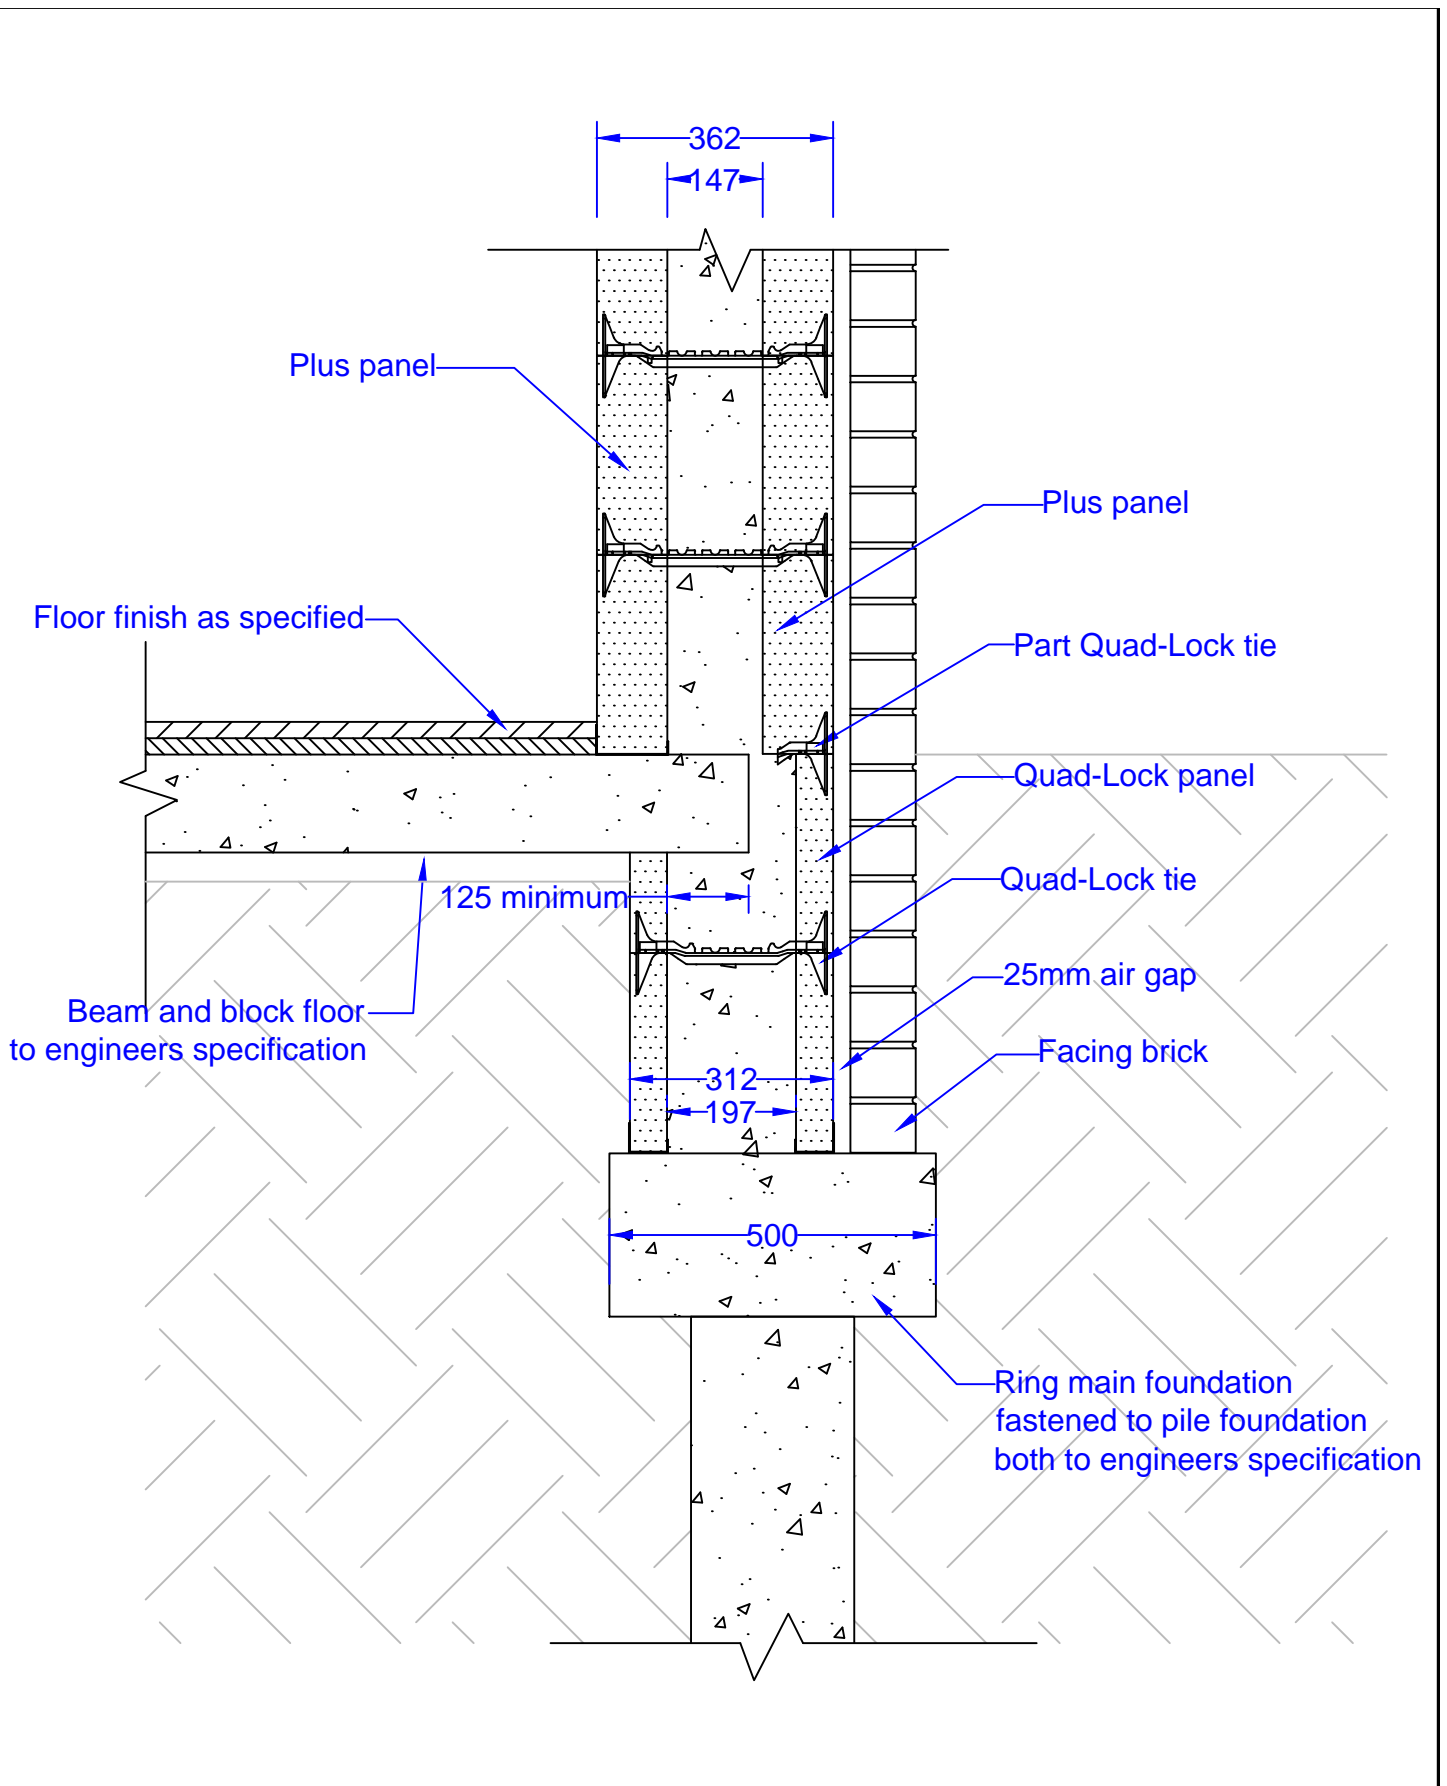 362
147
Plus panel
Plus panel
Floor finish as specified
Part Quad-Lock tie
Quad-Lock panel
Quad-Lock tie
125 minimum
25mm air gap
Beam and block floor
to engineers specification
Facing brick
312
197
500
Ring main foundation
fastened to pile foundation
both to engineers specification